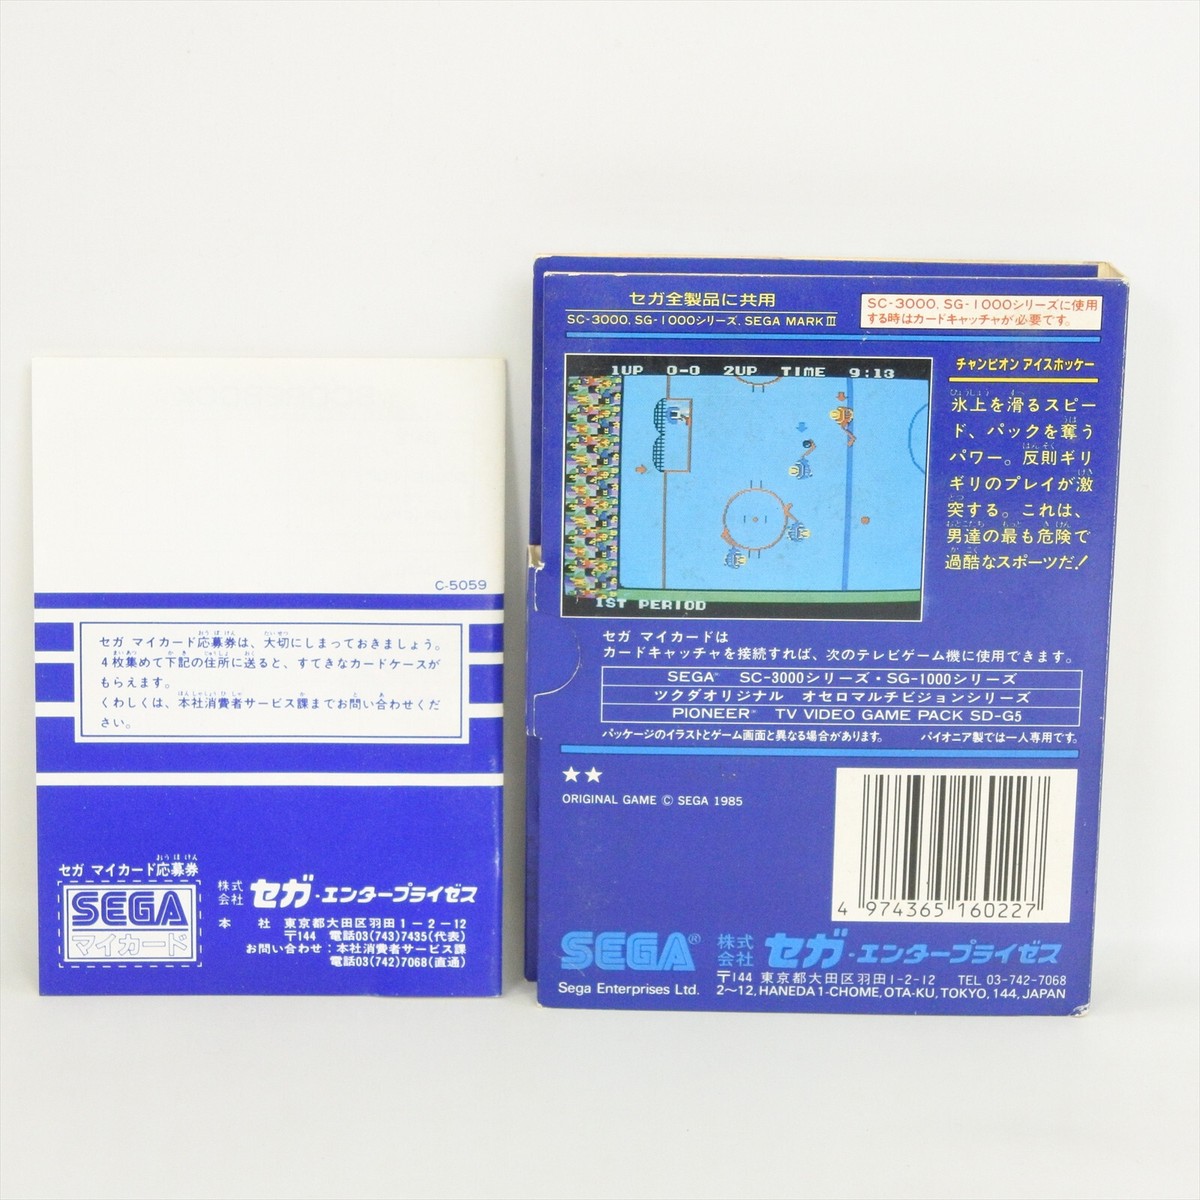 C-5059
セガ マイカード応募券は、大切にしまっておきましょう。
4枚集めて下記の住所に送ると、すてきなカードケースが
もらえます。
くわしくは、本社消費者サービス課までお問い合わせくだ
さい。
セガ マイカード応募券
SEGA
マイカード
株式会社 セガ・エンタープライゼス
本 社 東京都大田区羽田1-2-12
〒144 電話03(743)7435(代表)
お問い合わせ:本社消費者サービス課
電話03(742)7068(直通)
セガ全製品に共用
SC-3000, SG-1000シリーズ, SEGA MARK III
SC-3000, SG-1000シリーズに使用
する時はカードキャッチャが必要です。
1UP 0-0 2UP TIME 9:13
1ST PERIOD
チャンピオン アイスホッケー
氷上を滑るスピー
ド、パックを奪う
パワー。反則ギリ
ギリのプレイが激
突する。これは、
男達の最も危険で
過酷なスポーツだ!
セガ マイカードは
カードキャッチャを接続すれば、次のテレビゲーム機に使用できます。
SEGA™ SC-3000シリーズ・SG-1000シリーズ
ツクダオリジナル オセロマルチビジョンシリーズ
PIONEER™ TV VIDEO GAME PACK SD-G5
パッケージのイラストとゲーム画面と異なる場合があります。 パイオニア製では一人専用です。
★★
ORIGINAL GAME © SEGA 1985
4 974365 160227
SEGA® 株式会社 セガ・エンタープライゼス
〒144 東京都大田区羽田1-2-12 TEL 03-742-7068
Sega Enterprises Ltd. 2〜12, HANEDA 1-CHOME, OTA-KU, TOKYO, 144, JAPAN